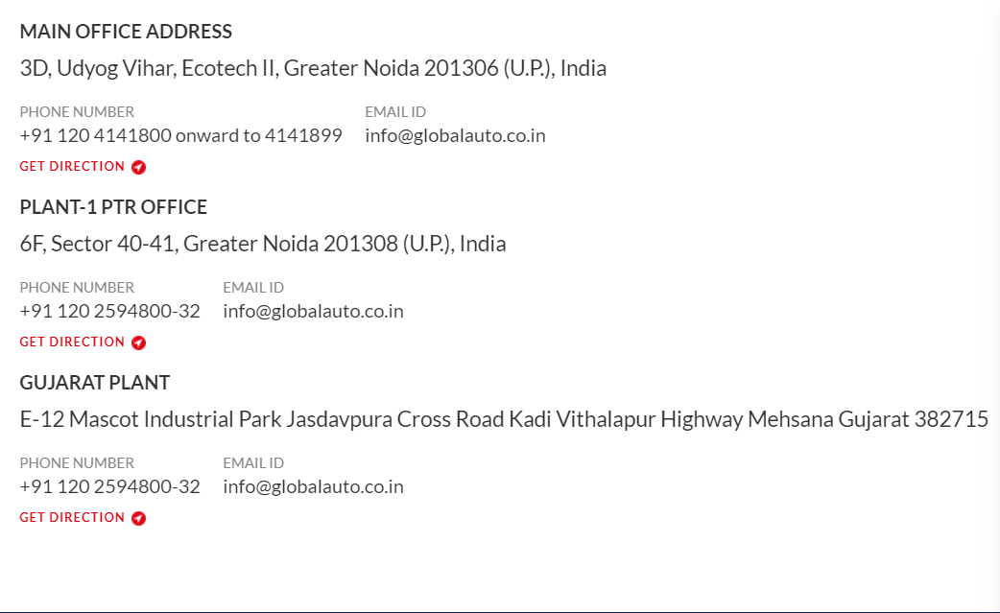 MAIN OFFICE ADDRESS
3D, Udyog Vihar, Ecotech II, Greater Noida 201306 (U.P.), India
PHONE NUMBER EMAIL ID
+91 120 4141800 onward to 4141899 info@globalauto.co.in
GET DIRECTION
PLANT-1 PTR OFFICE
6F, Sector 40-41, Greater Noida 201308 (U.P.), India
PHONE NUMBER EMAIL ID
+91 120 2594800-32 info@globalauto.co.in
GET DIRECTION
GUJARAT PLANT
E-12 Mascot Industrial Park Jasdavpura Cross Road Kadi Vithalapur Highway Mehsana Gujarat 382715
PHONE NUMBER EMAIL ID
+91 120 2594800-32 info@globalauto.co.in
GET DIRECTION